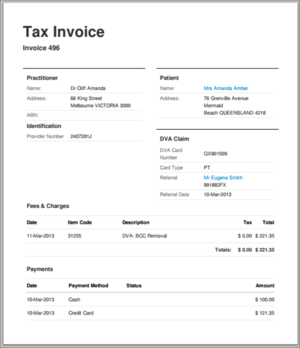 Tax Invoice
Invoice 496
Practitioner
Name: Dr Cliff Amanda
Address: 66 King Street
Melbourne VICTORIA 3000
ABN:
Identification
Provider Number 2407281J
Patient
Name: Mrs Amanda Amber
Address: 76 Grenville Avenue
Mermaid
Beach QUEENSLAND 4218
DVA Claim
DVA Card
Number QX901509
Card Type PT
Referral Mr Eugene Smith
991882FX
Referral Date 10-Mar-2013
Fees & Charges
Date Item Code Description Tax Total
11-Mar-2013 31255 DVA: BCC Removal $ 0.00 $ 221.35
Totals: $ 0.00 $ 221.35
Payments
Date Payment Method Status Amount
10-Mar-2013 Cash $ 100.00
10-Mar-2013 Credit Card $ 121.35